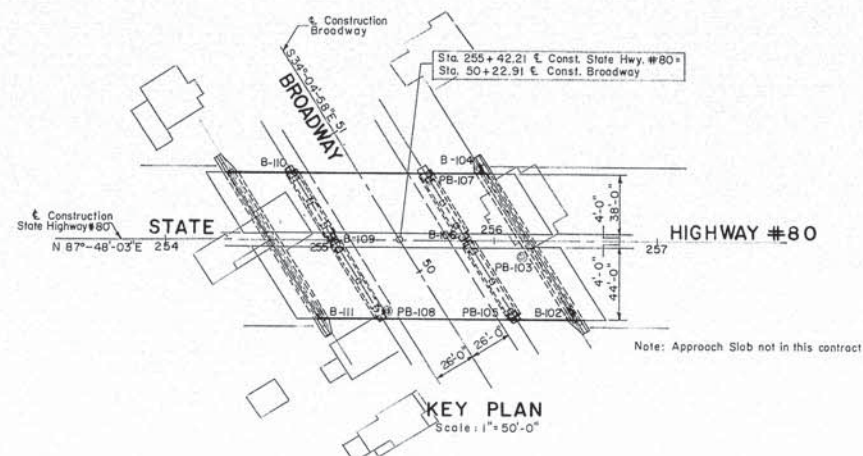 ℄ Construction
Broadway
S34°-04'-58"E 51
BROADWAY
Sta. 255+42.21 ℄ Const. State Hwy. #80=
Sta. 50+22.91 ℄ Const. Broadway
B-110
B-104
PB-107
4'-0"
38'-0"
℄ Construction
State Highway #80
STATE
HIGHWAY #80
N 87°-48'-03"E
254
255
B-109
B-106
256
257
PB-103
50
4'-0"
44'-0"
B-111
PB-108
PB-105
B-102
26'-0"
26'-0"
Note: Approach Slab not in this contract
KEY PLAN
Scale: 1"=50'-0"